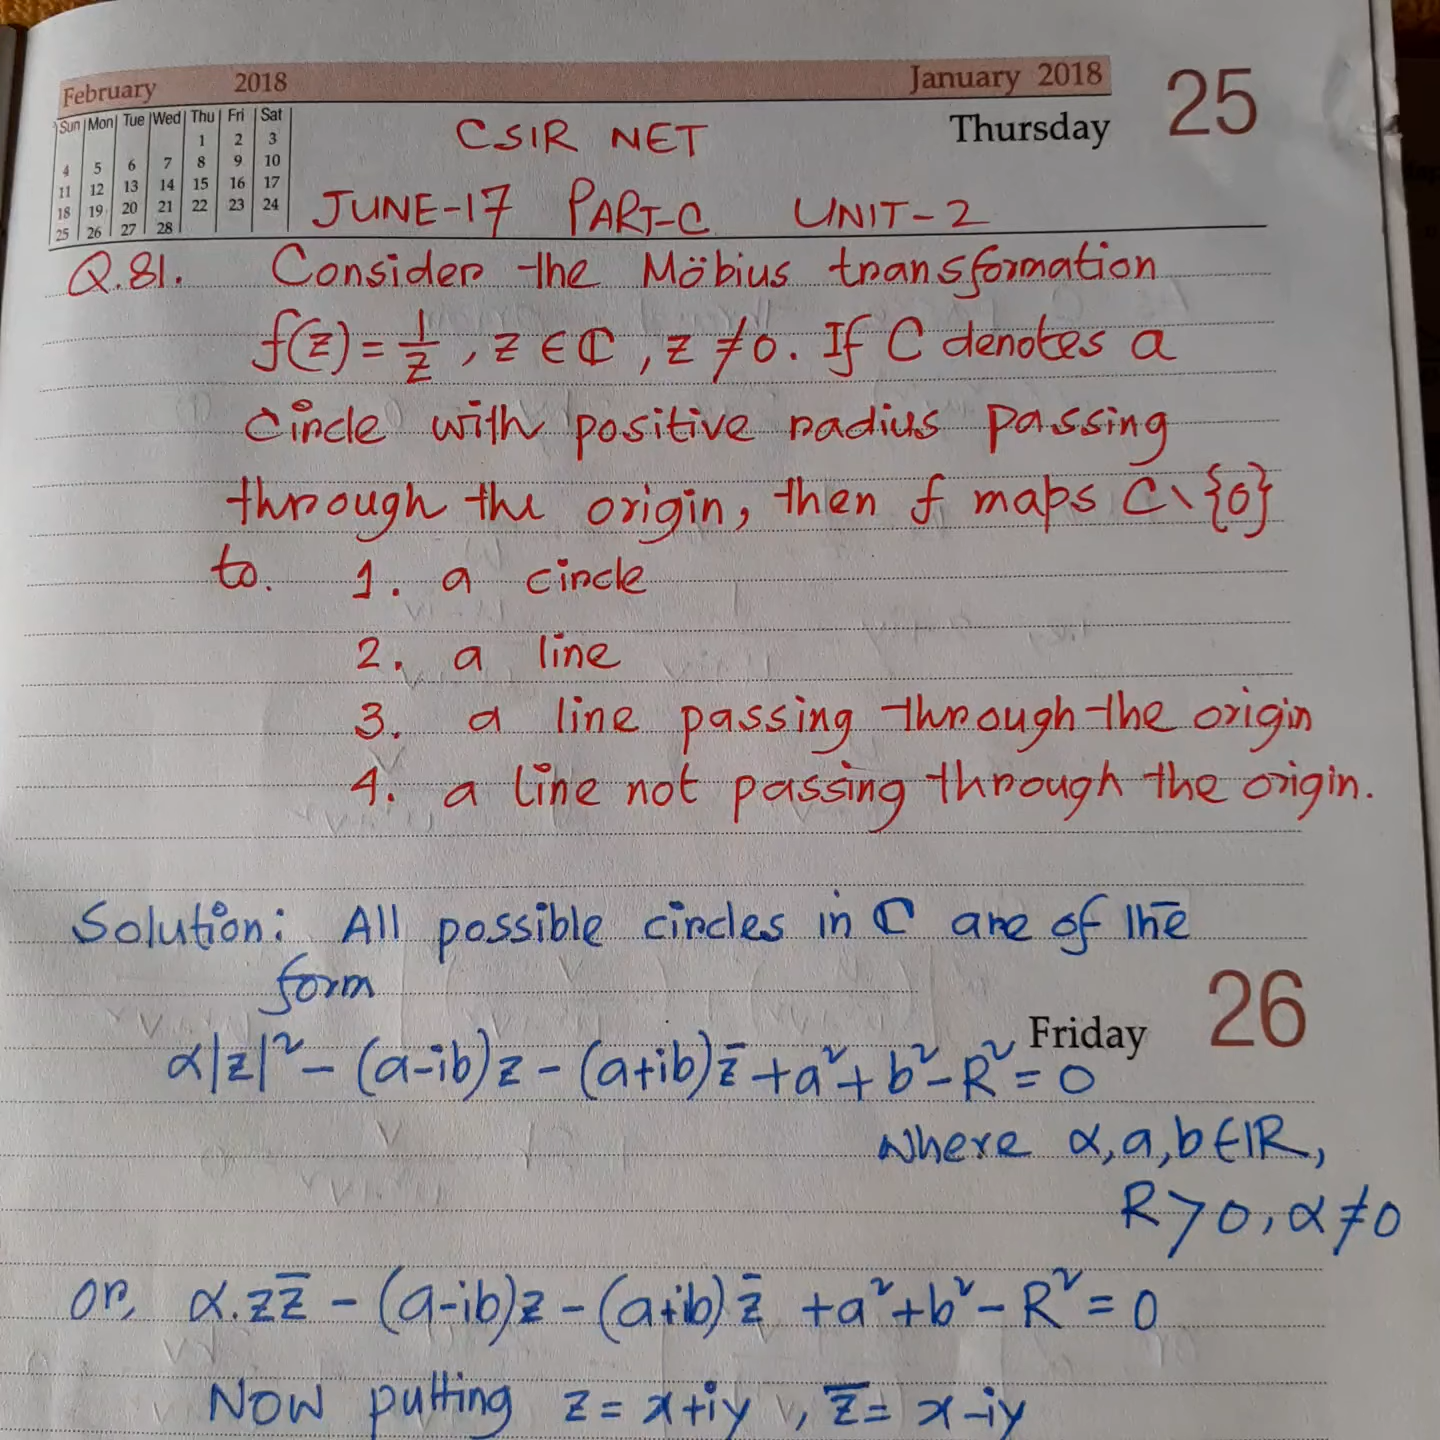 February 2018 January 2018 25
Sun Mon Tue Wed Thu Fri Sat Thursday
1 2 3
4 5 6 7 8 9 10
11 12 13 14 15 16 17
18 19 20 21 22 23 24
25 26 27 28
CSIR NET
JUNE-17 PART-C UNIT-2
Q.81. Consider the Möbius transformation
f(z) = 1/z, z ∈ ℂ, z ≠ 0. If C denotes a
circle with positive radius passing
through the origin, then f maps C\{0}
to. 1. a circle
2. a line
3. a line passing through the origin
4. a line not passing through the origin.
Solution: All possible circles in ℂ are of the
form
26
Friday
α|z|² - (a-ib)z - (a+ib)z̄ + a² + b² - R² = 0
Where α, a, b ∈ IR,
R > 0, α ≠ 0
or, α.zz̄ - (a-ib)z - (a+ib)z̄ + a² + b² - R² = 0
Now putting z = x+iy, z̄ = x-iy